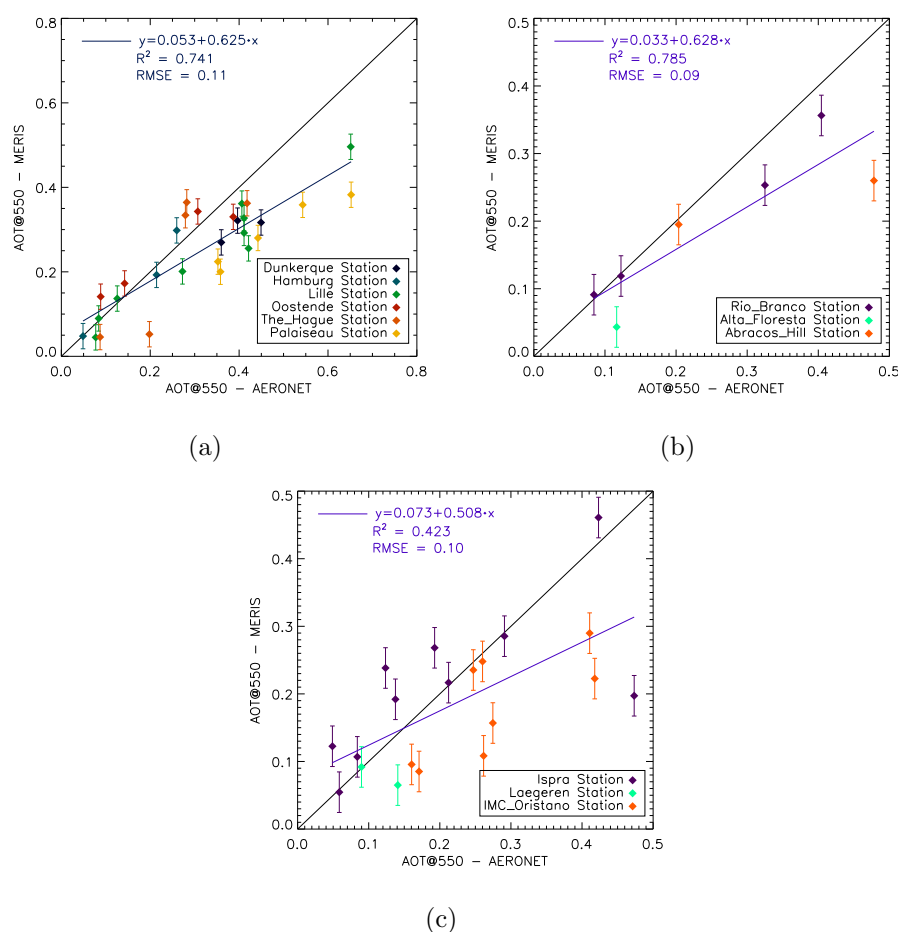 y=0.053+0.625·x
R² = 0.741
RMSE = 0.11
0.8
0.6
0.4
0.2
0.0
AOT@550 – MERIS
Dunkerque Station
Hamburg Station
Lille Station
Oostende Station
The_Hague Station
Palaiseau Station
0.0 0.2 0.4 0.6 0.8
AOT@550 – AERONET
(a)
y=0.033+0.628·x
R² = 0.785
RMSE = 0.09
0.5
0.4
0.3
0.2
0.1
0.0
AOT@550 – MERIS
Rio_Branco Station
Alta_Floresta Station
Abracos_Hill Station
0.0 0.1 0.2 0.3 0.4 0.5
AOT@550 – AERONET
(b)
y=0.073+0.508·x
R² = 0.423
RMSE = 0.10
0.5
0.4
0.3
0.2
0.1
0.0
AOT@550 – MERIS
Ispra Station
Laegeren Station
IMC_Oristano Station
0.0 0.1 0.2 0.3 0.4 0.5
AOT@550 – AERONET
(c)